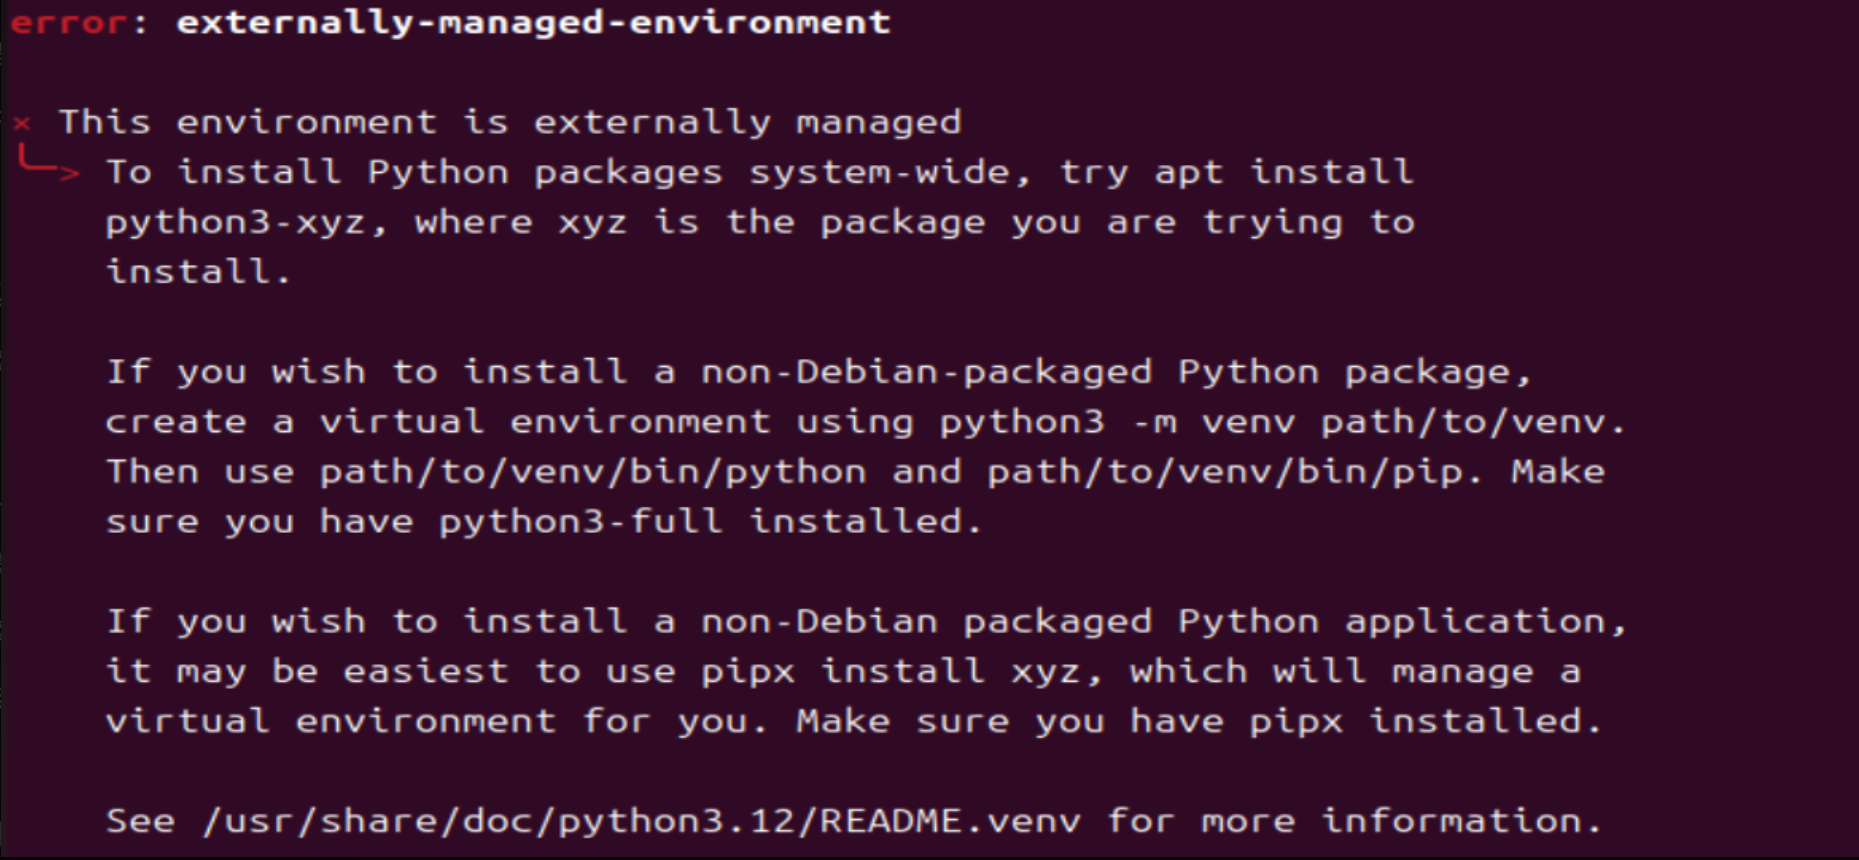 error: externally-managed-environment
× This environment is externally managed
╰─> To install Python packages system-wide, try apt install
python3-xyz, where xyz is the package you are trying to
install.
If you wish to install a non-Debian-packaged Python package,
create a virtual environment using python3 -m venv path/to/venv.
Then use path/to/venv/bin/python and path/to/venv/bin/pip. Make
sure you have python3-full installed.
If you wish to install a non-Debian packaged Python application,
it may be easiest to use pipx install xyz, which will manage a
virtual environment for you. Make sure you have pipx installed.
See /usr/share/doc/python3.12/README.venv for more information.